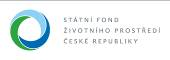 STÁTNÍ FOND
ŽIVOTNÍHO PROSTŘEDÍ
ČESKÉ REPUBLIKY